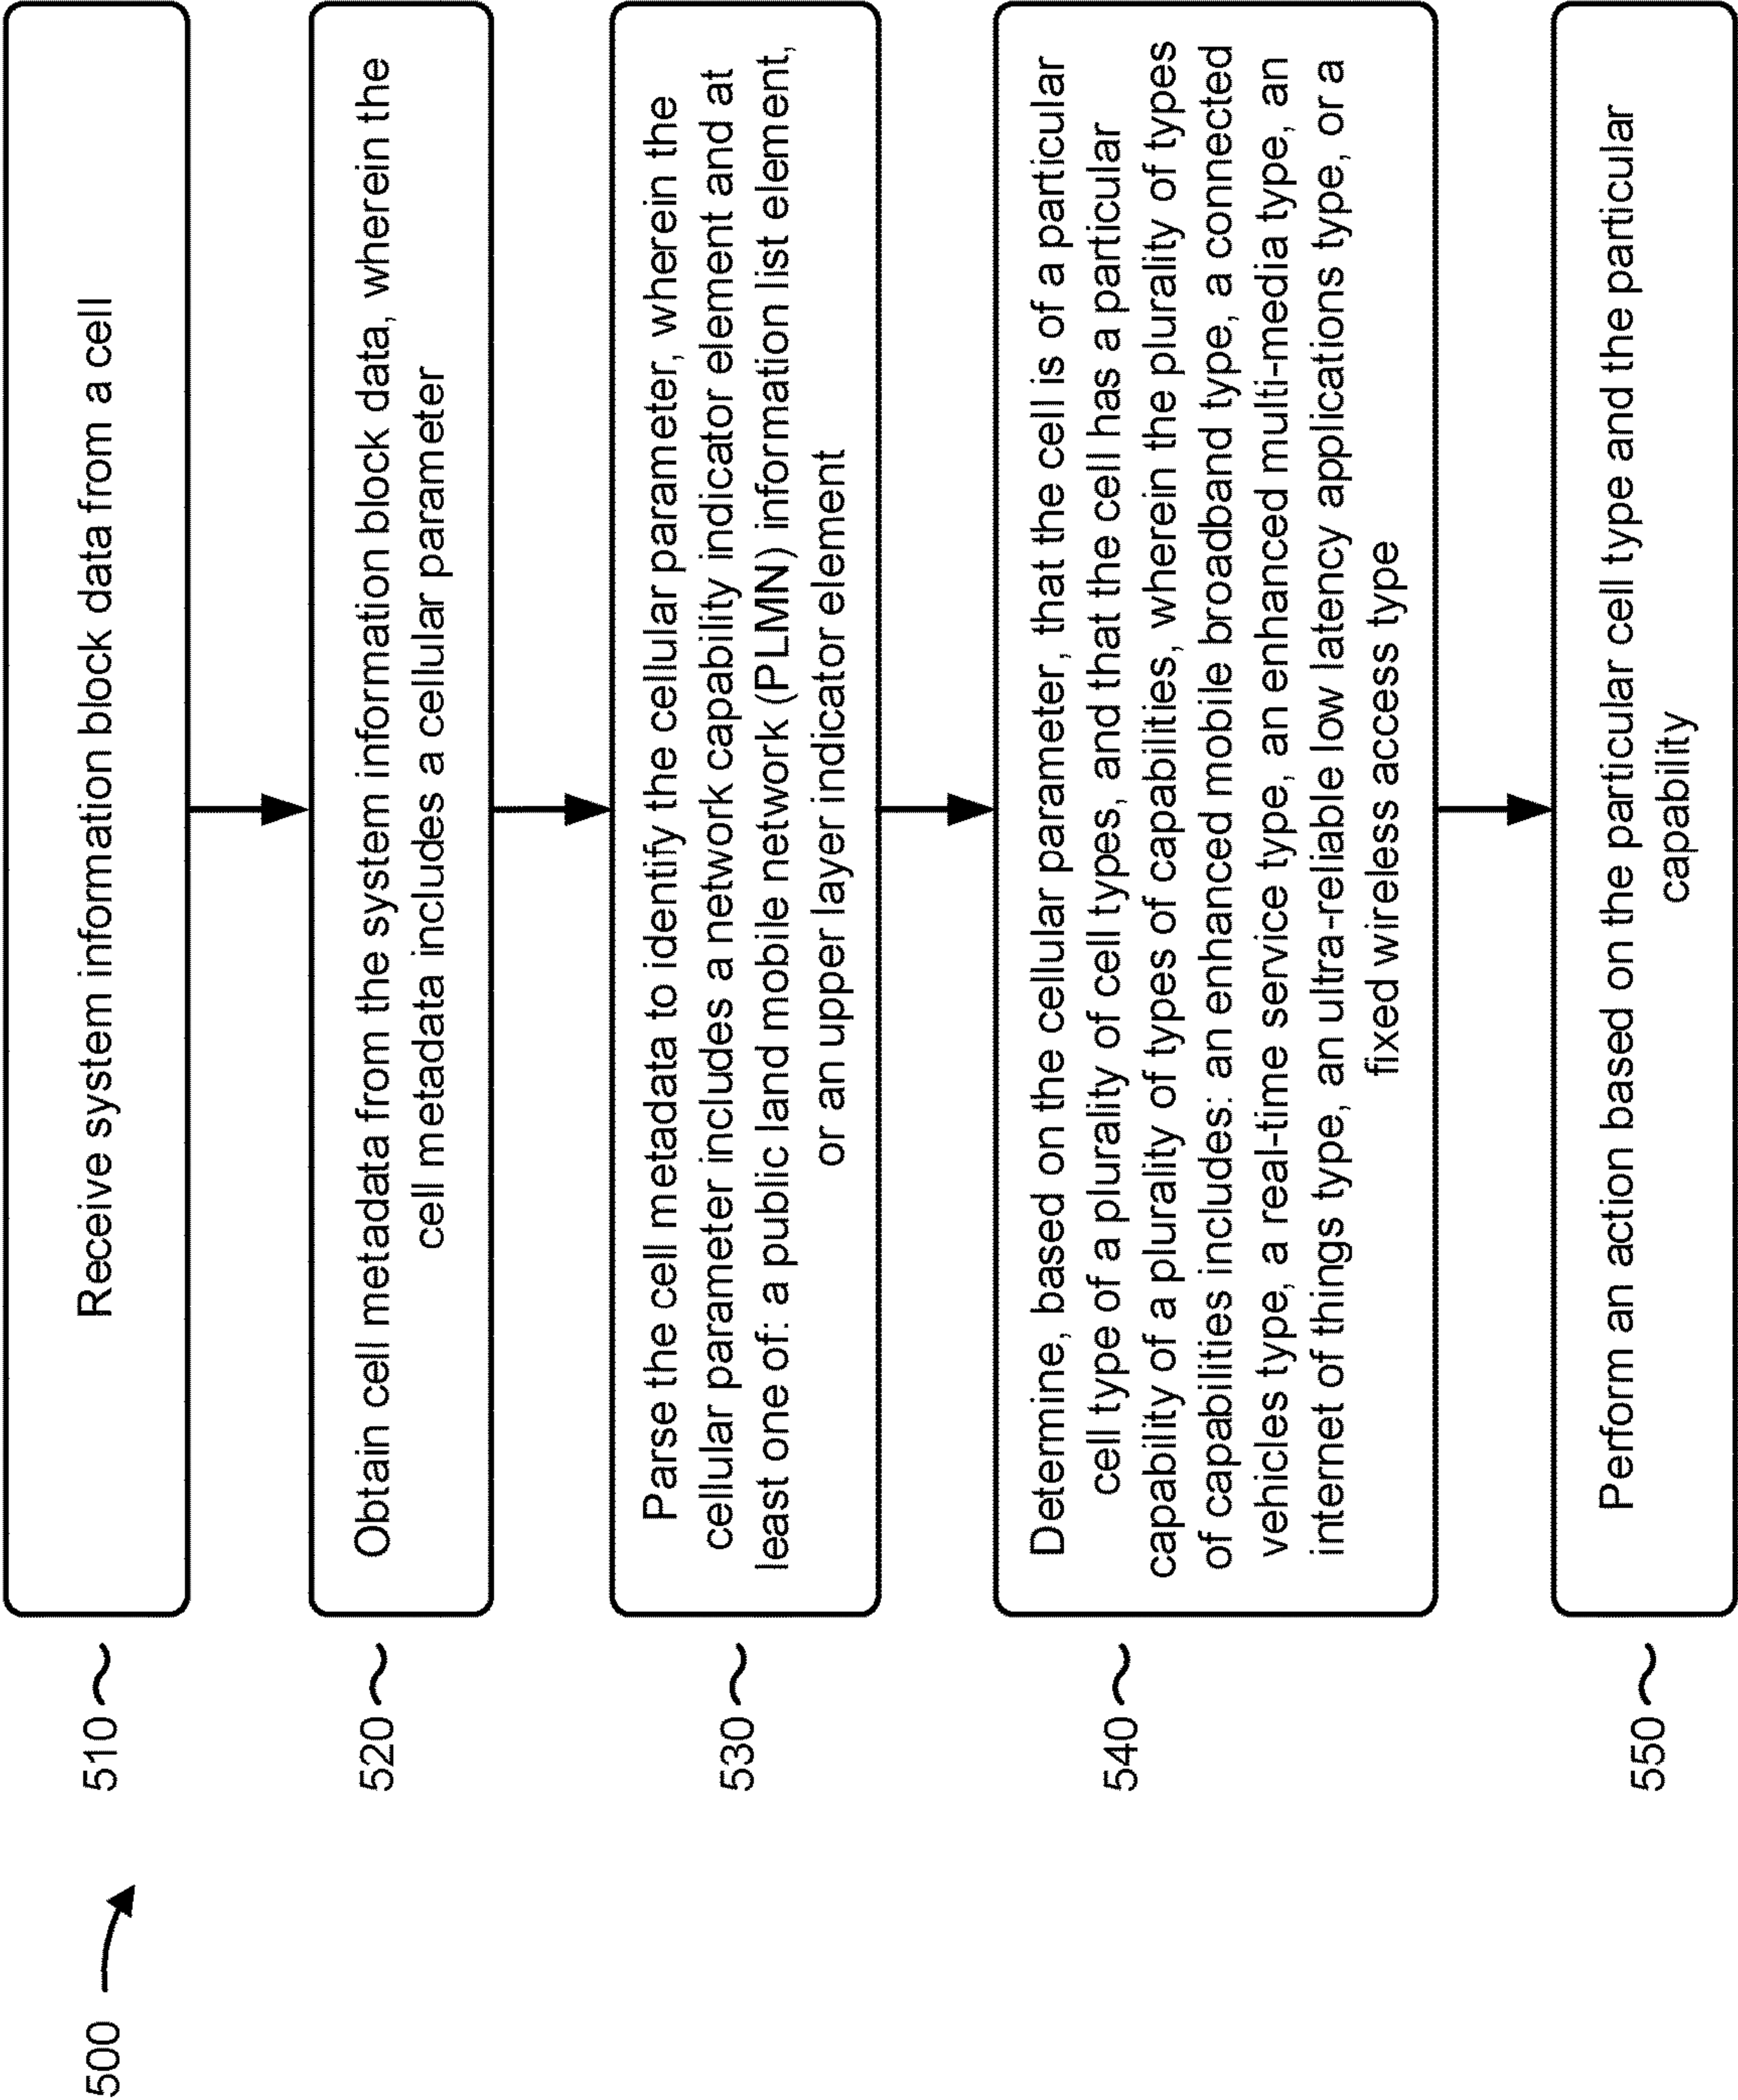 500
510
Receive system information block data from a cell
520
Obtain cell metadata from the system information block data, wherein the
cell metadata includes a cellular parameter
530
Parse the cell metadata to identify the cellular parameter, wherein the
cellular parameter includes a network capability indicator element and at
least one of: a public land mobile network (PLMN) information list element,
or an upper layer indicator element
540
Determine, based on the cellular parameter, that the cell is of a particular
cell type of a plurality of cell types, and that the cell has a particular
capability of a plurality of types of capabilities, wherein the plurality of types
of capabilities includes: an enhanced mobile broadband type, a connected
vehicles type, a real-time service type, an enhanced multi-media type, an
internet of things type, an ultra-reliable low latency applications type, or a
fixed wireless access type
550
Perform an action based on the particular cell type and the particular
capability